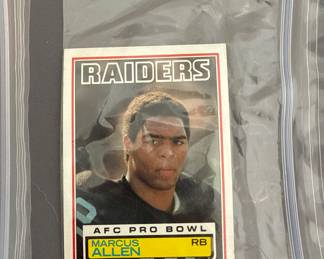 RAIDERS
AFC PRO BOWL
MARCUS RB
ALLEN